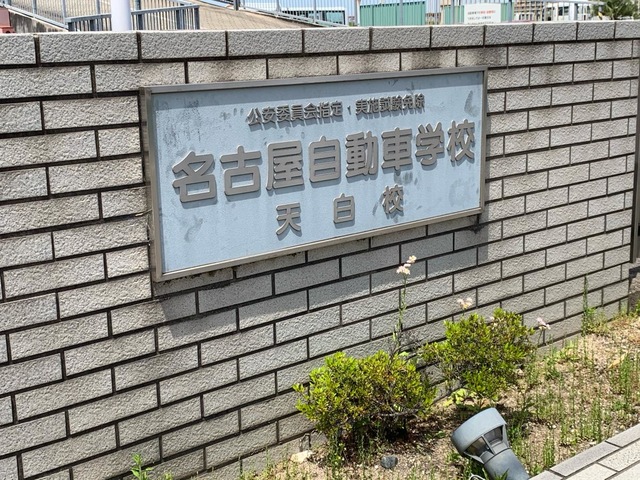 公安委員会指定・実施試験免除
名古屋自動車学校
天白校